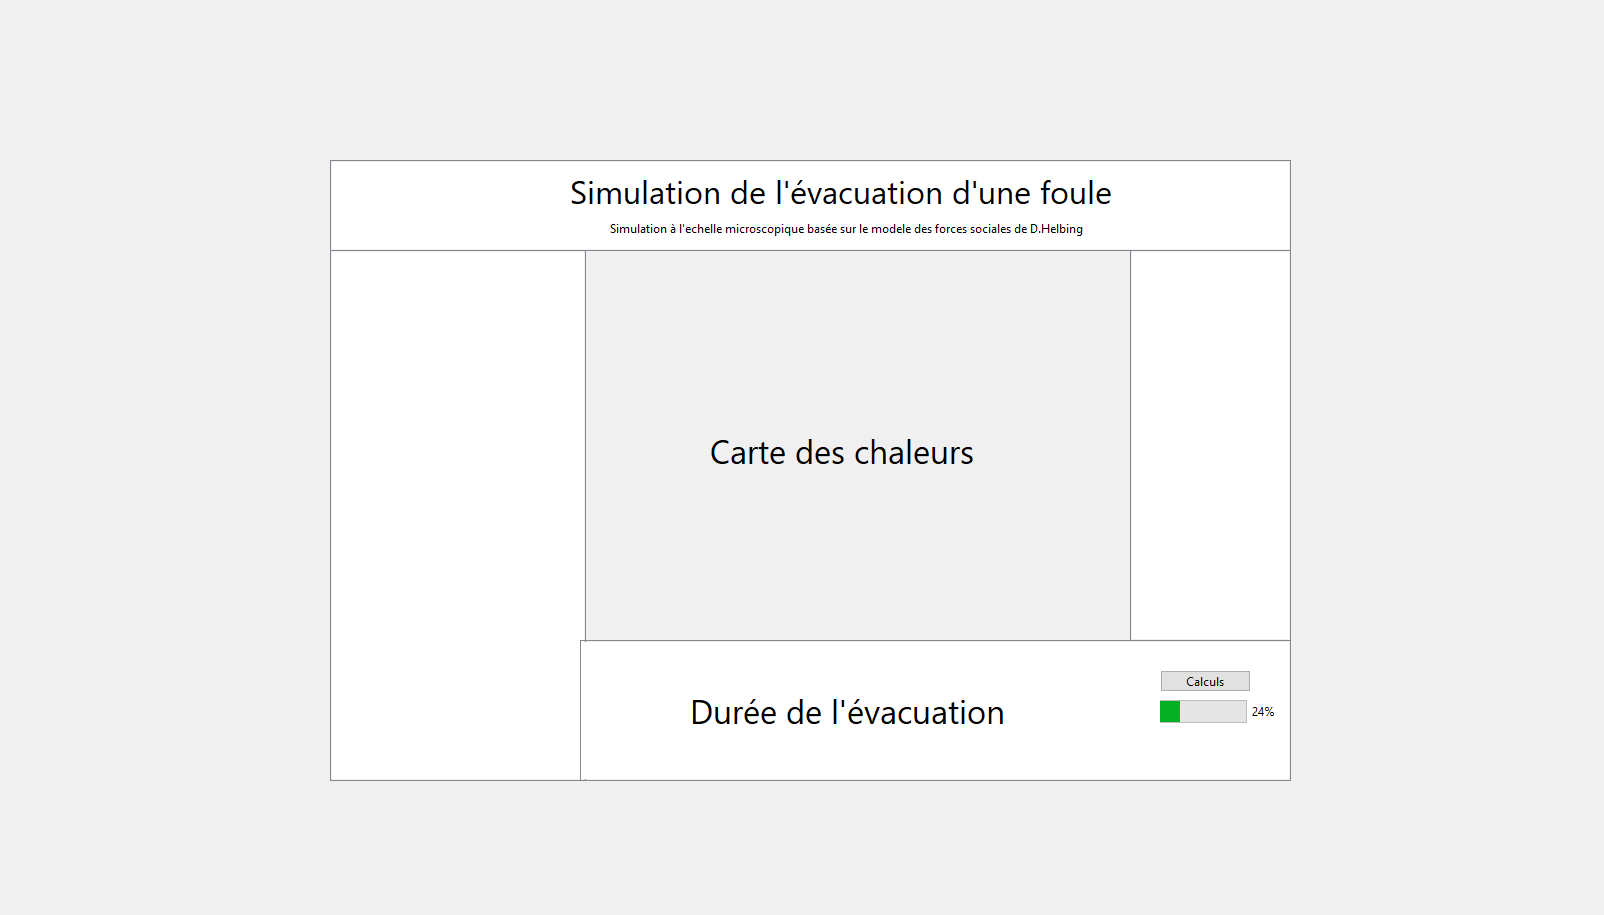 Simulation de l'évacuation d'une foule
Simulation à l'echelle microscopique basée sur le modele des forces sociales de D.Helbing
Carte des chaleurs
Calculs
Durée de l'évacuation
24%